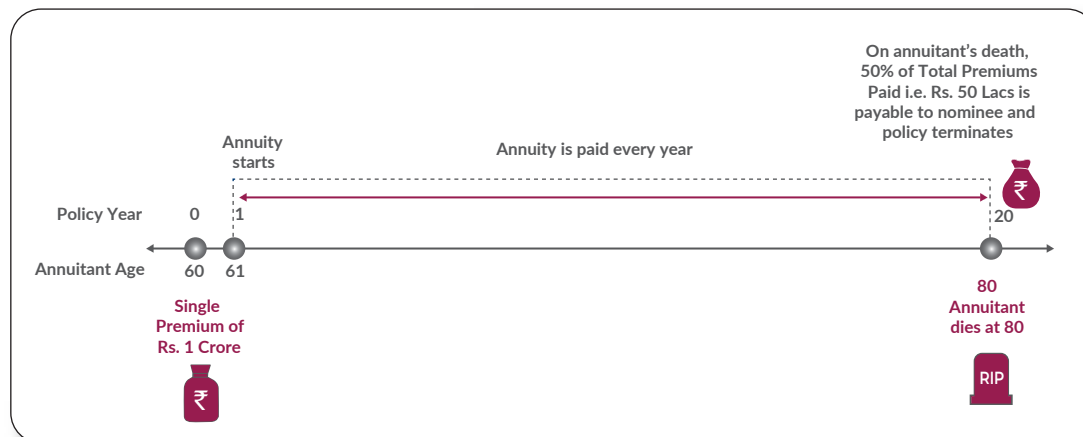 On annuitant's death,
50% of Total Premiums
Paid i.e. Rs. 50 Lacs is
payable to nominee and
policy terminates
Annuity
starts
Annuity is paid every year
₹
Policy Year 0 1 20
Annuitant Age 60 61
80
Annuitant
dies at 80
Single
Premium of
Rs. 1 Crore
₹
RIP